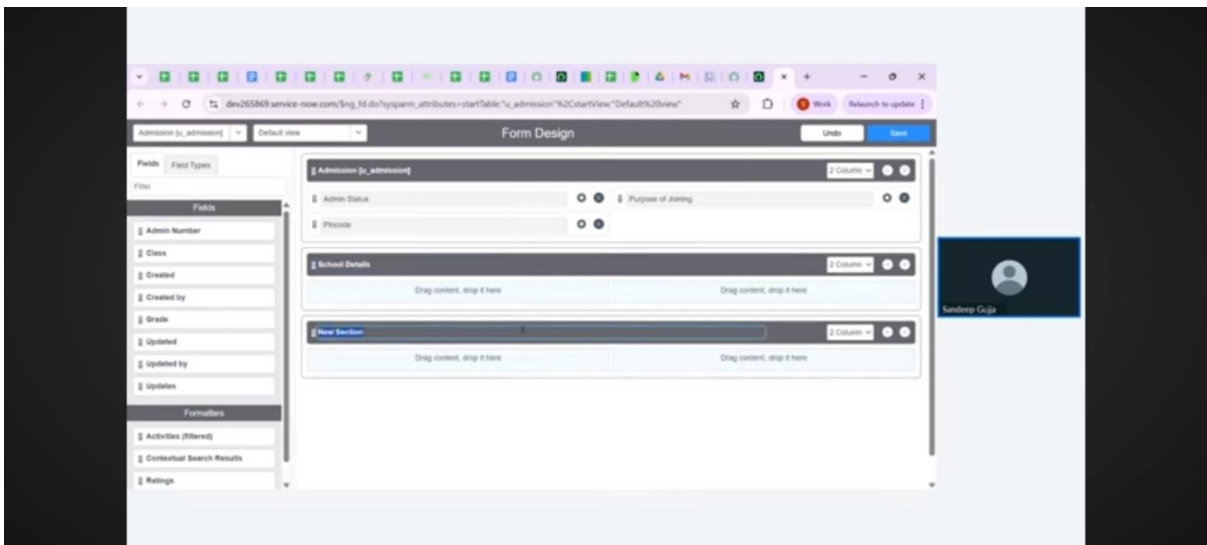 dev265869.service-now.com/$ng_fd.do?sysparm_attributes=startTable:"u_admission"%2CstartView:"Default%20view"
Work
Relaunch to update
Admission [u_admission]
Default view
Form Design
Undo
Save
Fields
Field Types
Filter
Fields
Admin Number
Class
Created
Created by
Grade
Updated
Updated by
Updates
Formatters
Activities (filtered)
Contextual Search Results
Ratings
Admission [u_admission]
2 Column
Admin Status
Purpose of Joining
Pincode
School Details
2 Column
Drag content, drop it here
Drag content, drop it here
New Section
2 Column
Drag content, drop it here
Drag content, drop it here
Sandeep Gujja